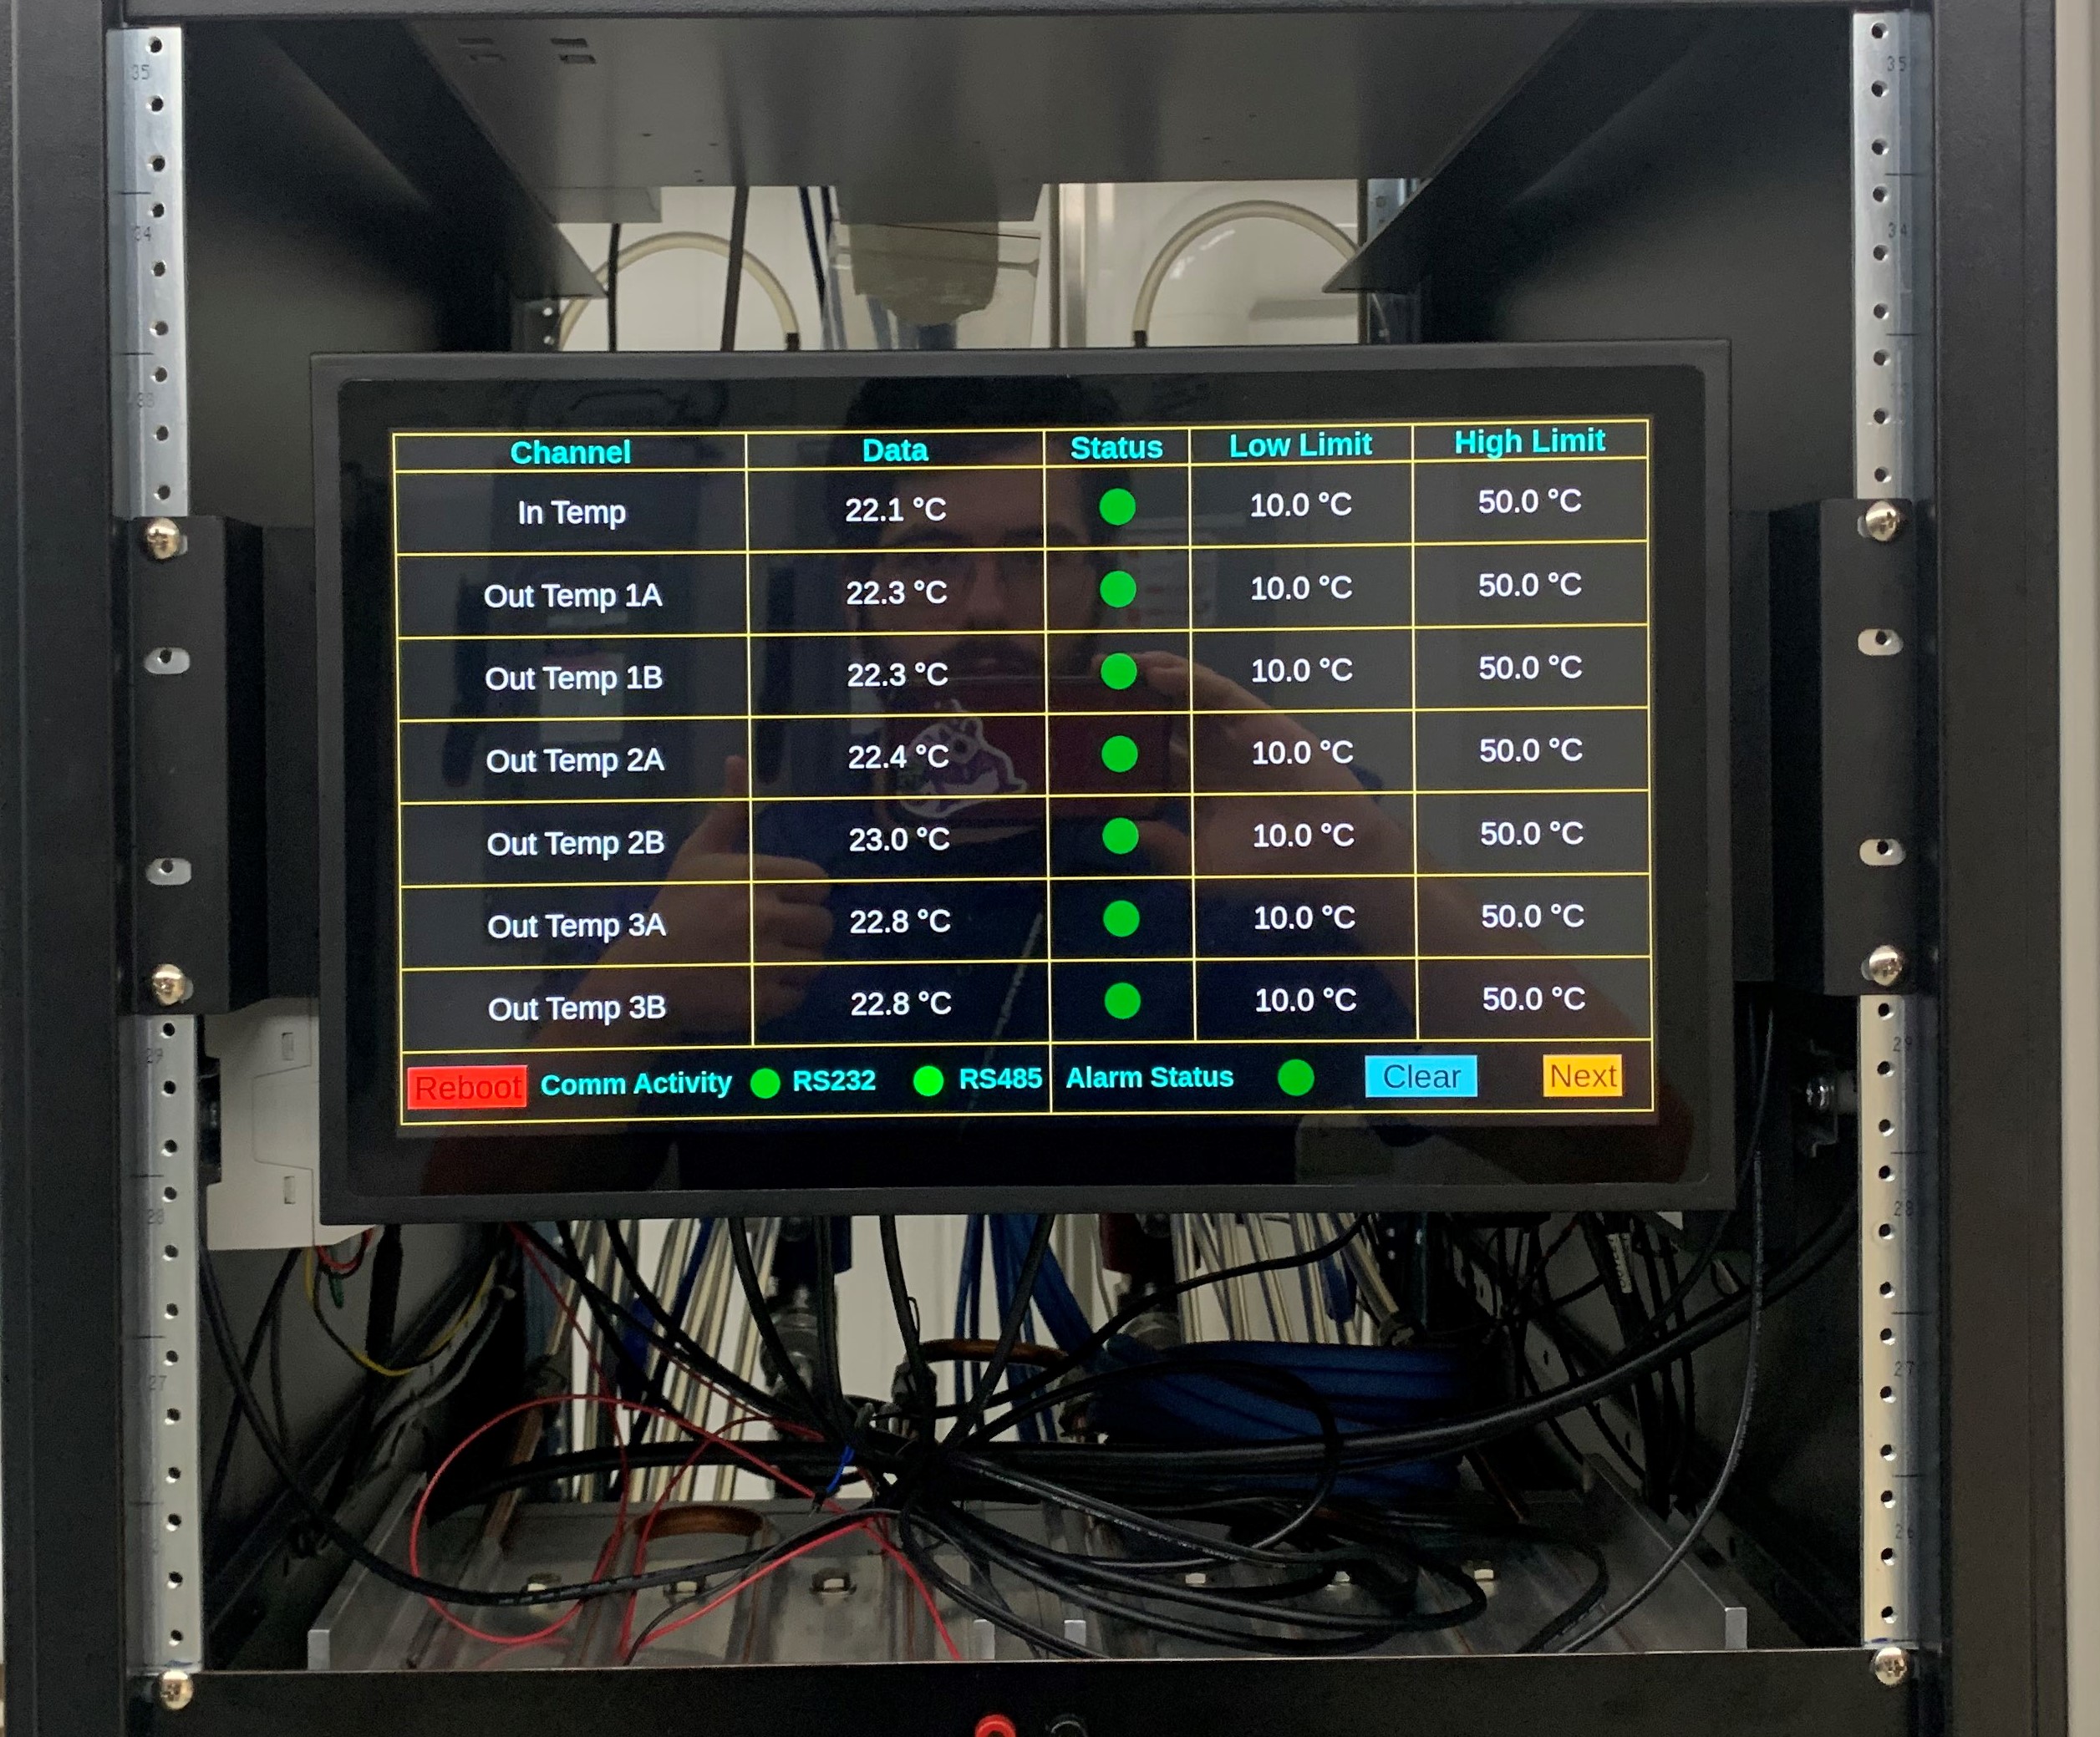 35
35
34
34
33
Channel Data Status Low Limit High Limit
In Temp 22.1 °C 10.0 °C 50.0 °C
Out Temp 1A 22.3 °C 10.0 °C 50.0 °C
Out Temp 1B 22.3 °C 10.0 °C 50.0 °C
Out Temp 2A 22.4 °C 10.0 °C 50.0 °C
Out Temp 2B 23.0 °C 10.0 °C 50.0 °C
Out Temp 3A 22.8 °C 10.0 °C 50.0 °C
Out Temp 3B 22.8 °C 10.0 °C 50.0 °C
Reboot Comm Activity RS232 RS485 Alarm Status Clear Next
29
29
28
28
27
27
26